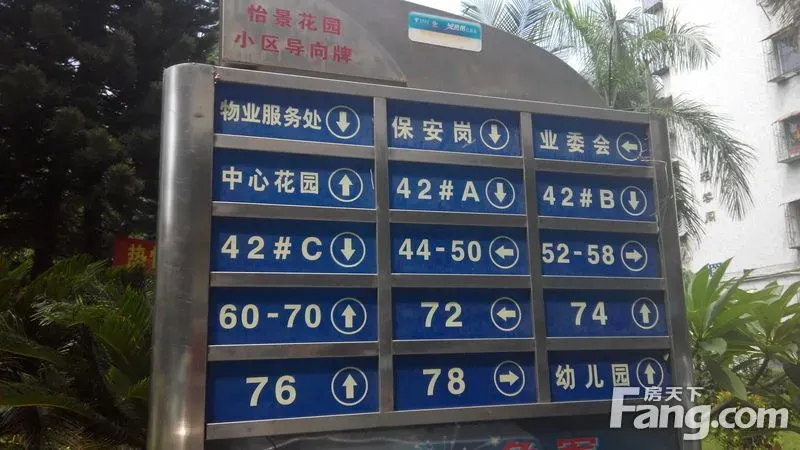 怡景花园
小区导向牌
物业服务处 ↓ 保安岗 ↓ 业委会 ←
中心花园 ↑ 42#A ↓ 42#B ↓
42#C ↓ 44-50 ← 52-58 →
60-70 ↑ 72 ← 74 ↑
76 ↑ 78 → 幼儿园 ↑
房天下
Fang.com